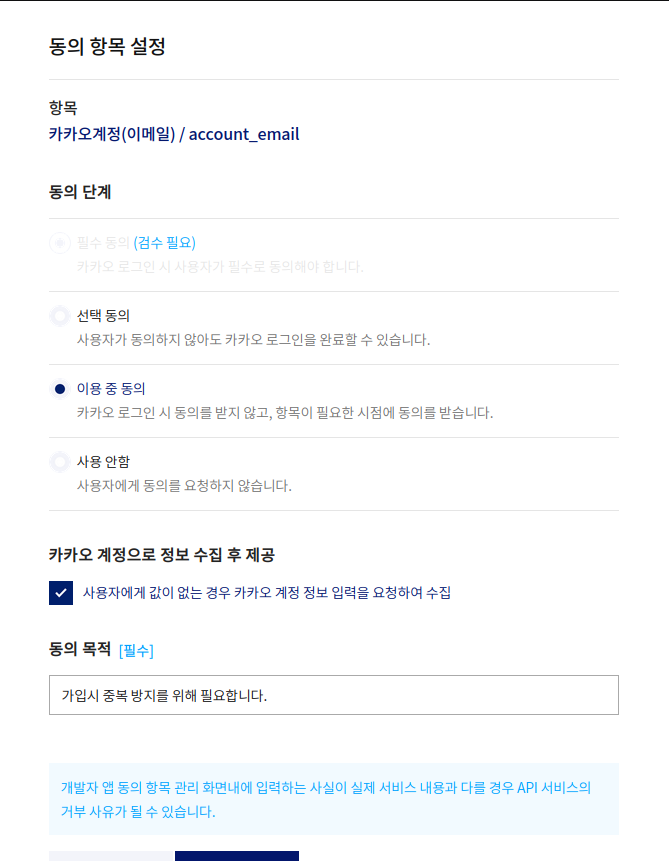 동의 항목 설정
항목
카카오계정(이메일) / account_email
동의 단계
필수 동의 (검수 필요)
카카오 로그인 시 사용자가 필수로 동의해야 합니다.
선택 동의
사용자가 동의하지 않아도 카카오 로그인을 완료할 수 있습니다.
이용 중 동의
카카오 로그인 시 동의를 받지 않고, 항목이 필요한 시점에 동의를 받습니다.
사용 안함
사용자에게 동의를 요청하지 않습니다.
카카오 계정으로 정보 수집 후 제공
사용자에게 값이 없는 경우 카카오 계정 정보 입력을 요청하여 수집
동의 목적 [필수]
가입시 중복 방지를 위해 필요합니다.
개발자 앱 동의 항목 관리 화면내에 입력하는 사실이 실제 서비스 내용과 다를 경우 API 서비스의
거부 사유가 될 수 있습니다.